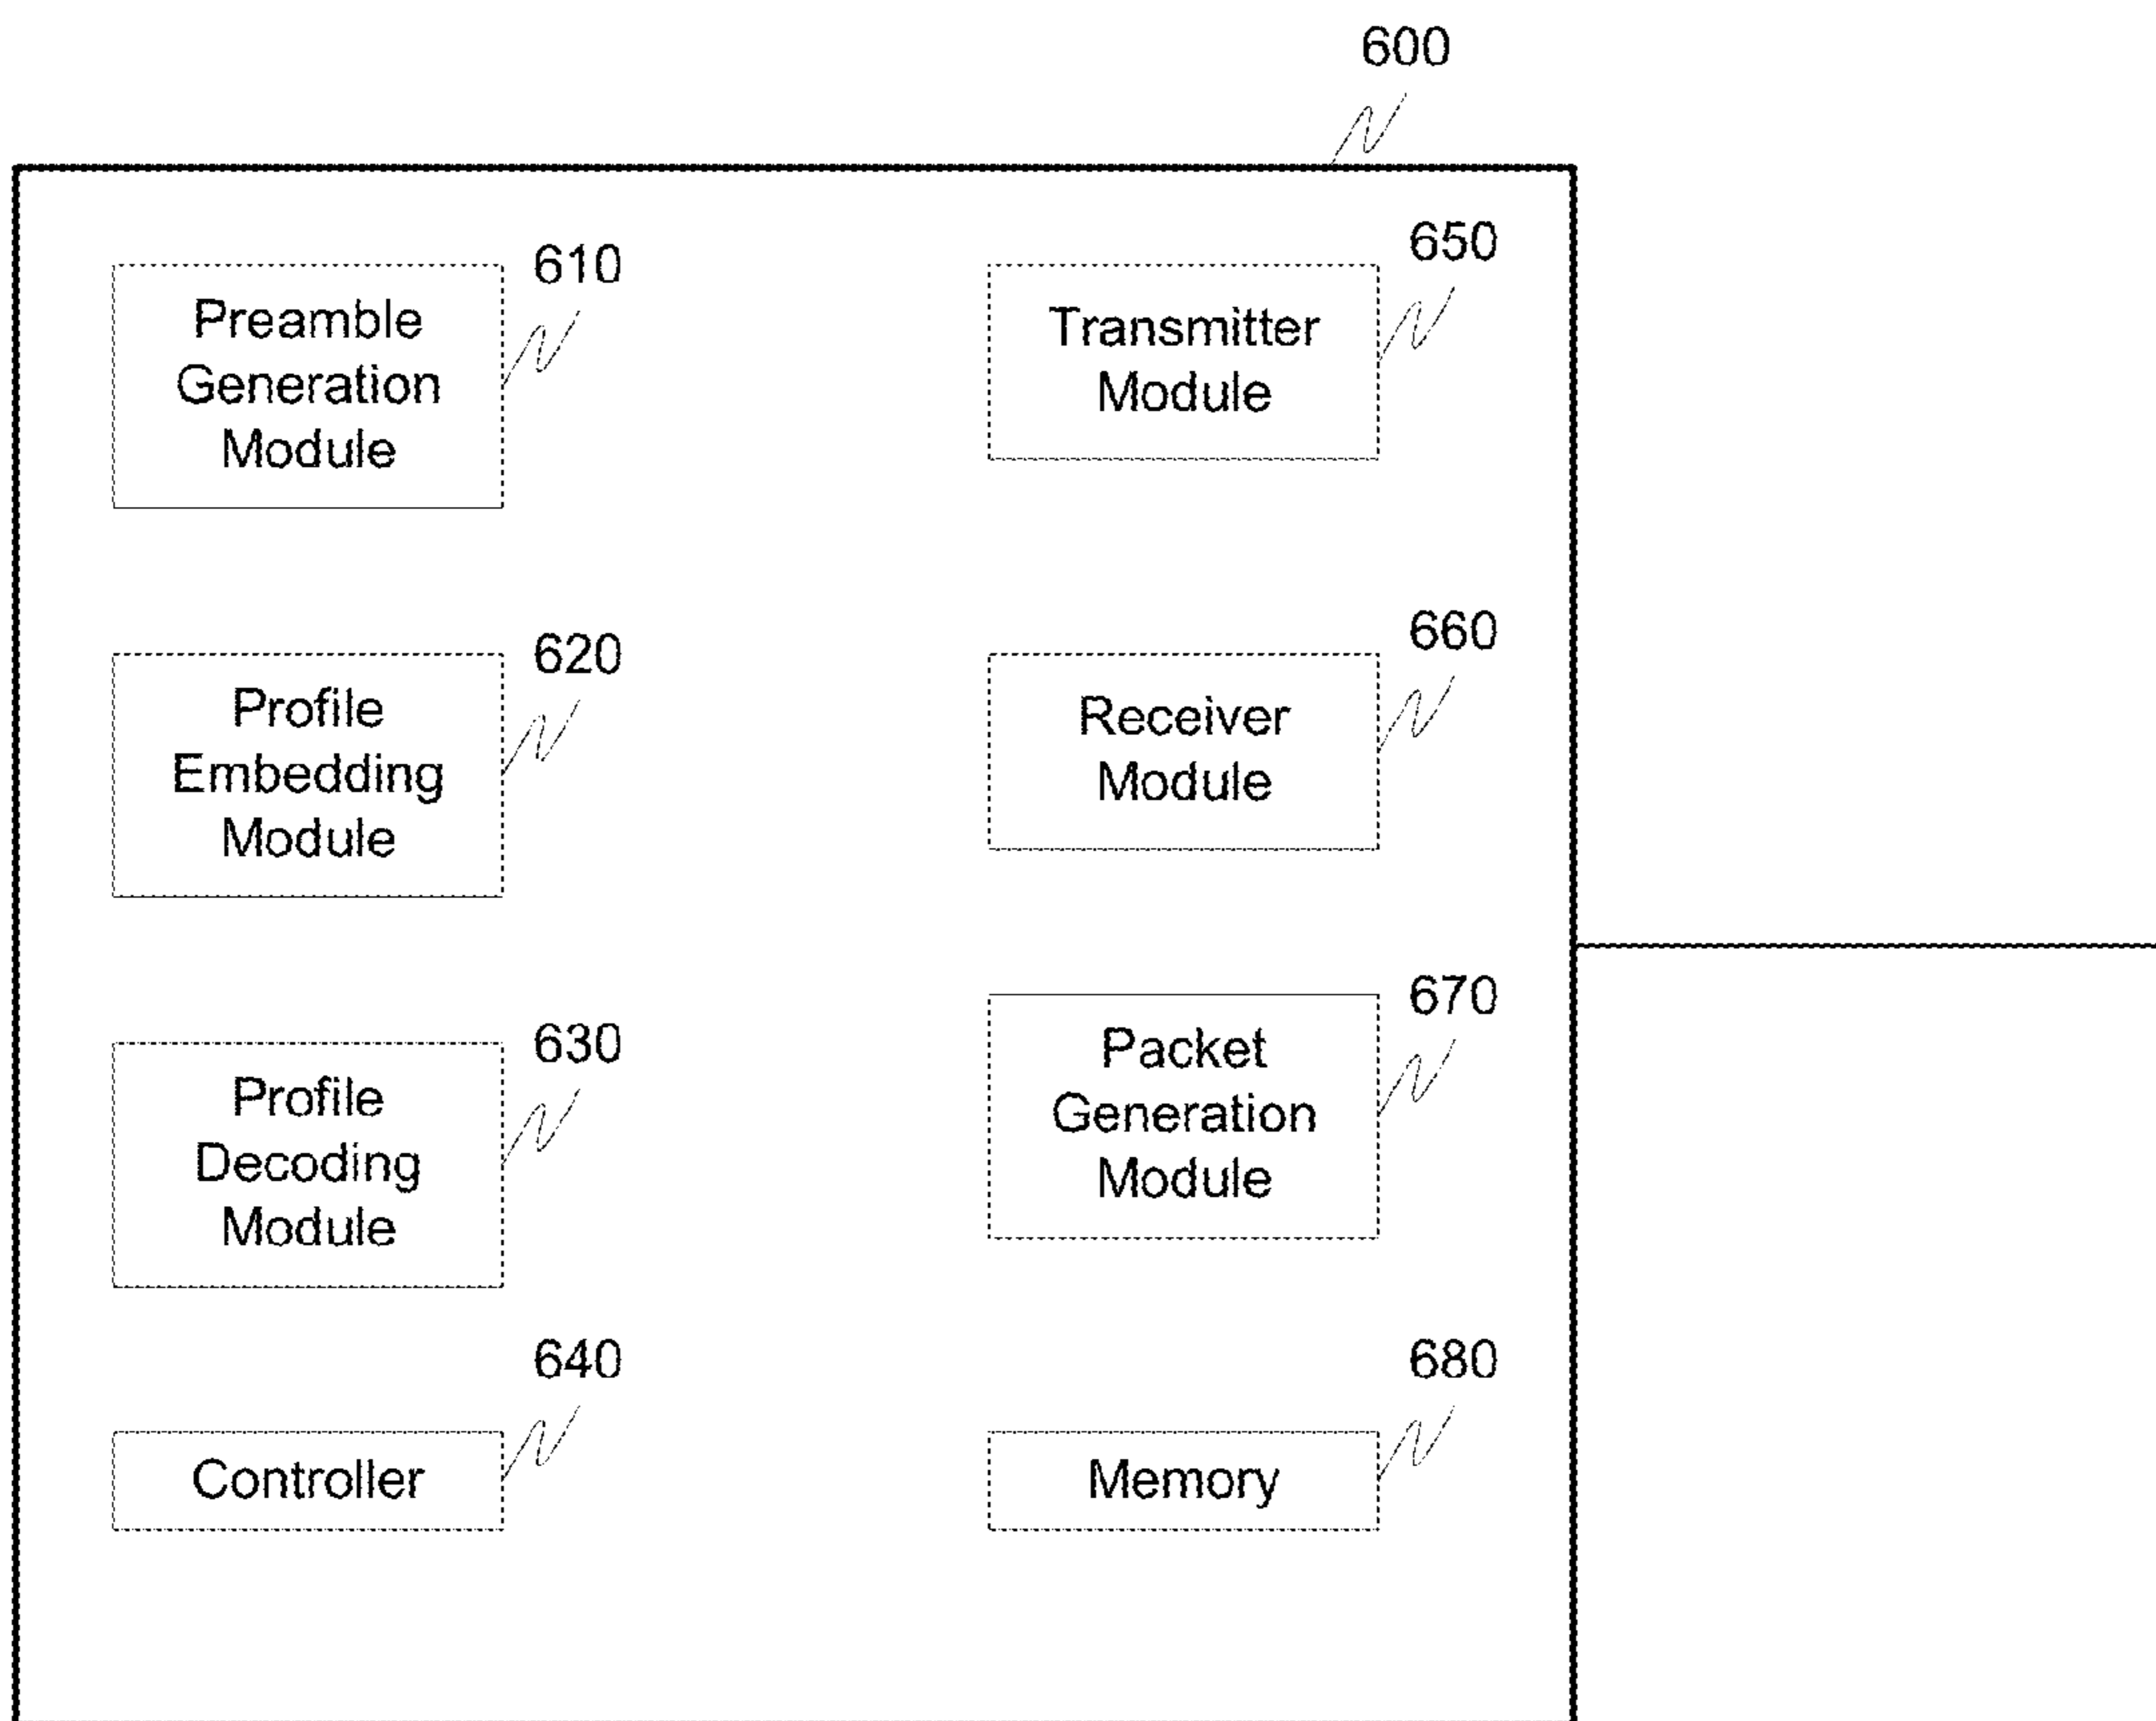 600
610
Preamble
Generation
Module
650
Transmitter
Module
620
Profile
Embedding
Module
660
Receiver
Module
630
Profile
Decoding
Module
670
Packet
Generation
Module
640
Controller
680
Memory